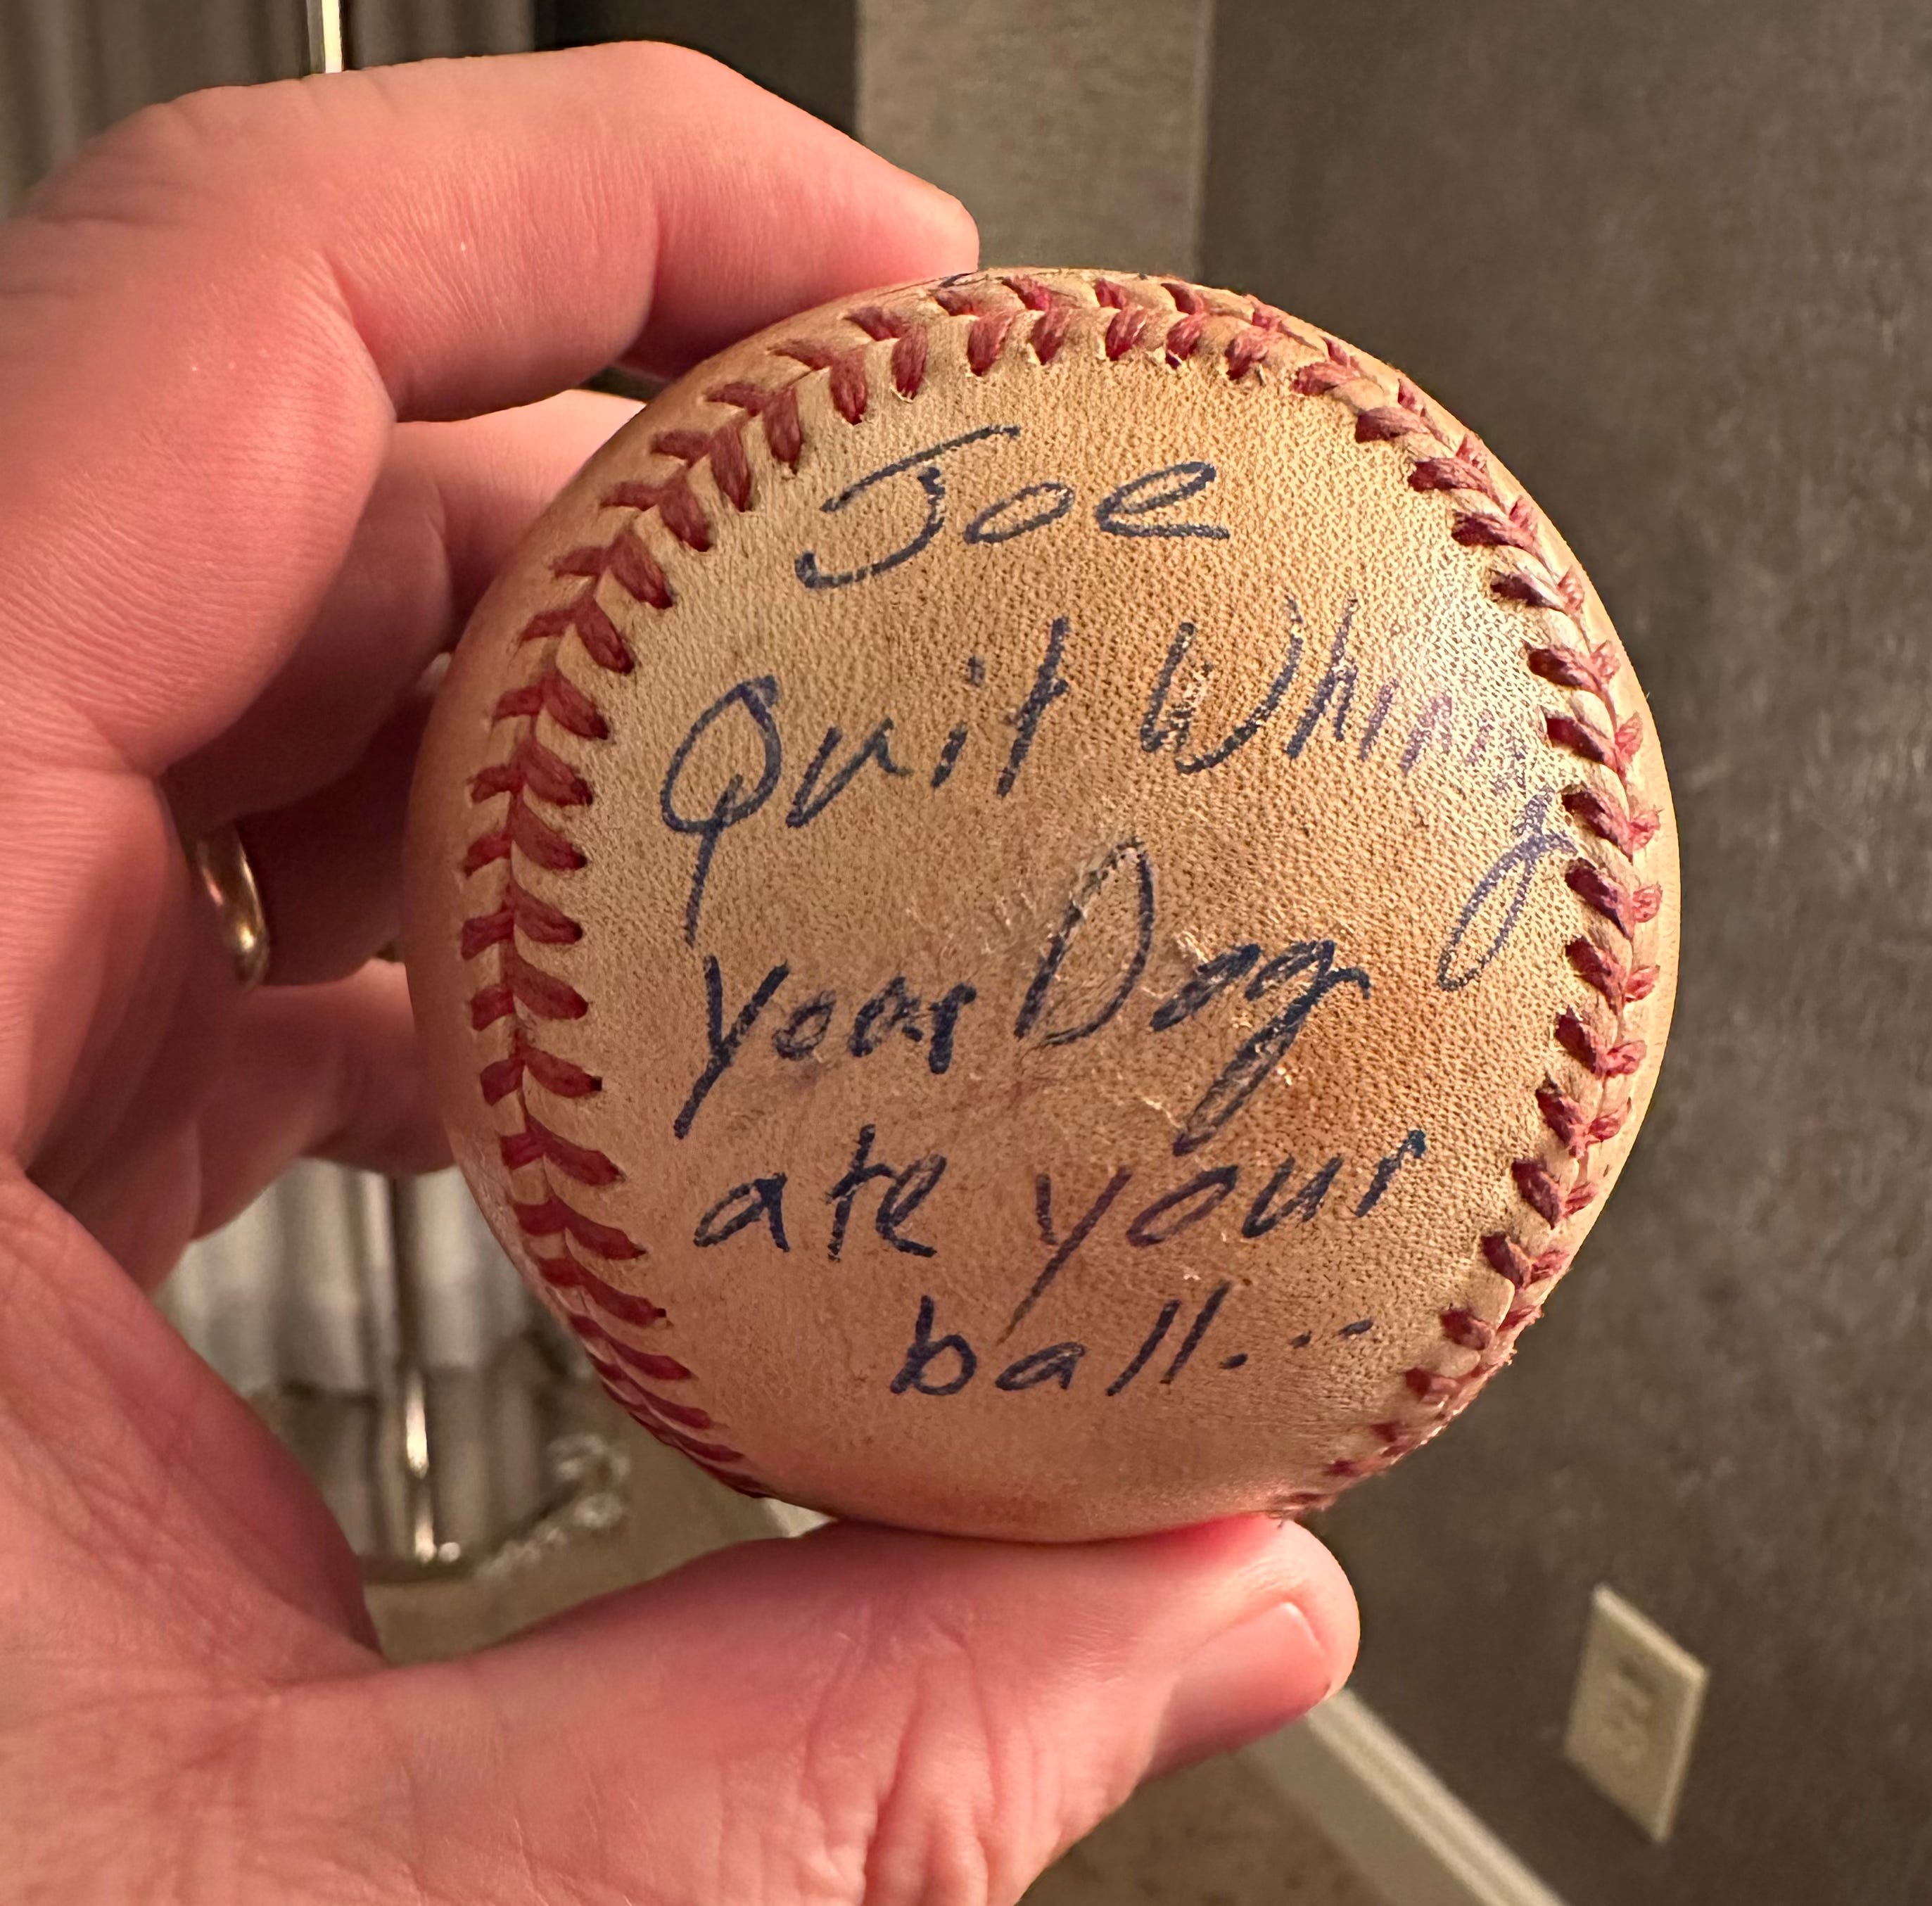 Joe
Quit Whining
your Dog
ate your
ball...